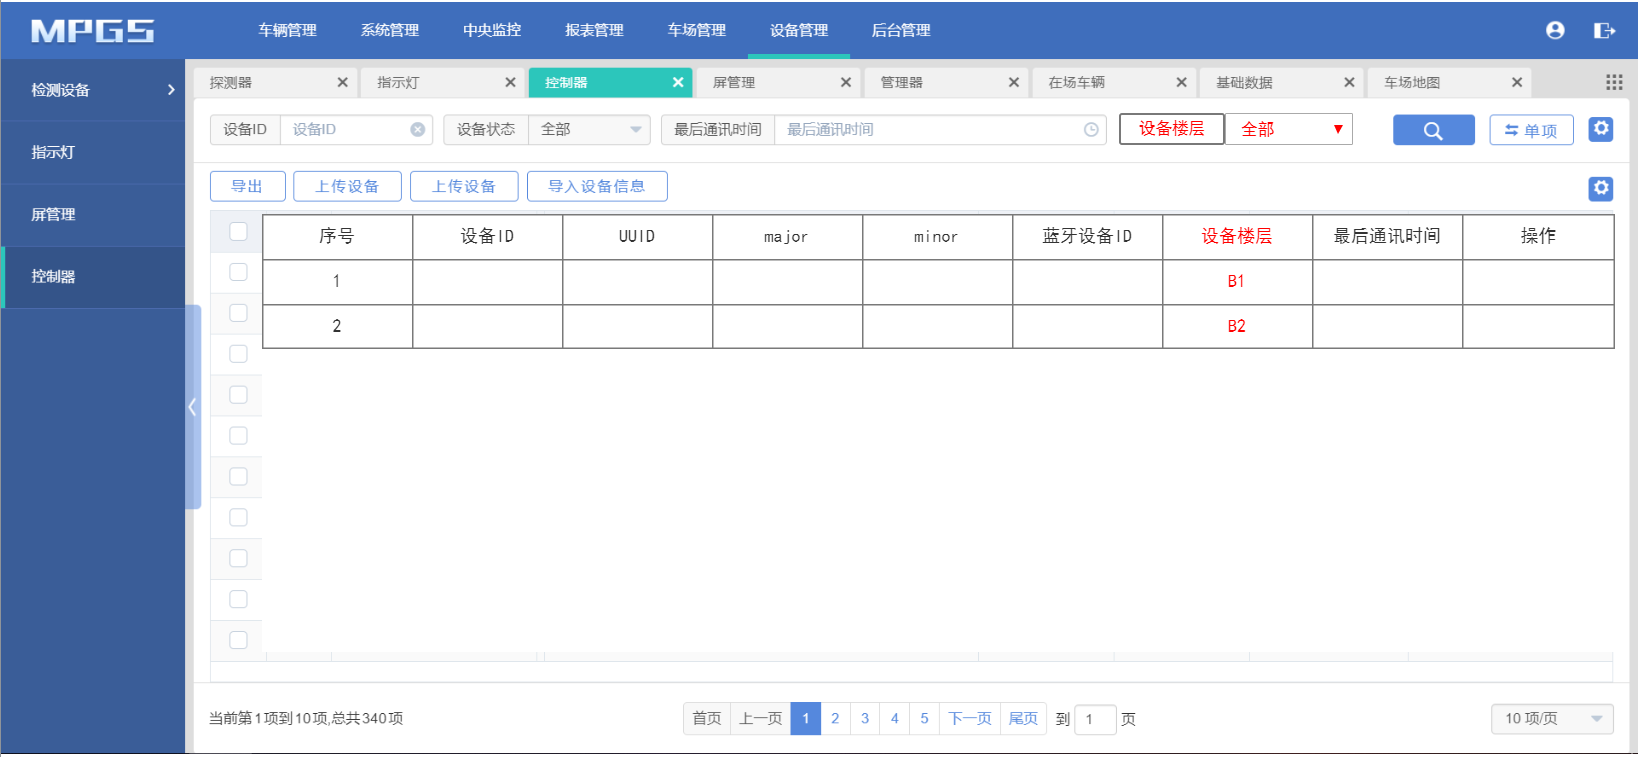 MPGS 车辆管理 系统管理 中央监控 报表管理 车场管理 设备管理 后台管理
检测设备
指示灯
屏管理
控制器
探测器 指示灯 控制器 屏管理 管理器 在场车辆 基础数据 车场地图
设备ID 设备ID 设备状态 全部 最后通讯时间 最后通讯时间 设备楼层 全部 单项
导出 上传设备 上传设备 导入设备信息
序号 设备ID UUID major minor 蓝牙设备ID 设备楼层 最后通讯时间 操作
1 B1
2 B2
当前第1项到10项,总共340项 首页 上一页 1 2 3 4 5 下一页 尾页 到 1 页 10 项/页